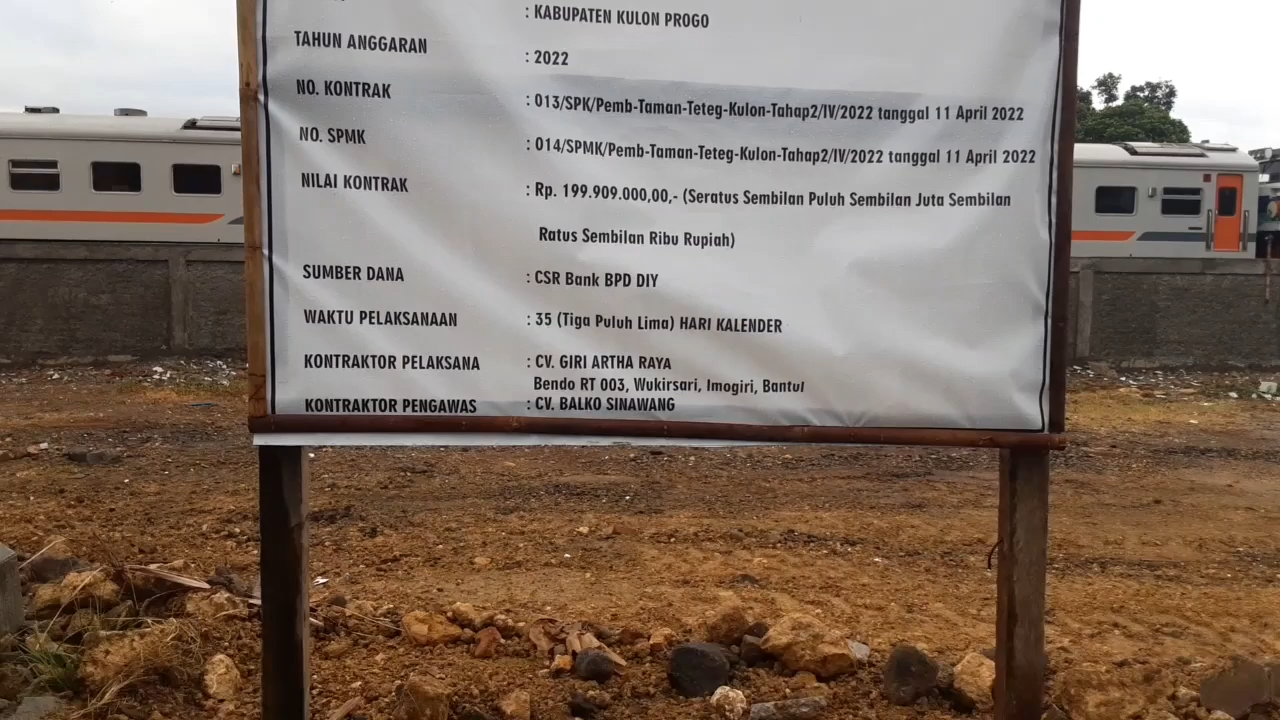 : KABUPATEN KULON PROGO
TAHUN ANGGARAN : 2022
NO. KONTRAK : 013/SPK/Pemb-Taman-Teteg-Kulon-Tahap2/IV/2022 tanggal 11 April 2022
NO. SPMK : 014/SPMK/Pemb-Taman-Teteg-Kulon-Tahap2/IV/2022 tanggal 11 April 2022
NILAI KONTRAK : Rp. 199.909.000,00,- (Seratus Sembilan Puluh Sembilan Juta Sembilan
Ratus Sembilan Ribu Rupiah)
SUMBER DANA : CSR Bank BPD DIY
WAKTU PELAKSANAAN : 35 (Tiga Puluh Lima) HARI KALENDER
KONTRAKTOR PELAKSANA : CV. GIRI ARTHA RAYA
Bendo RT 003, Wukirsari, Imogiri, Bantul
KONTRAKTOR PENGAWAS : CV. BALKO SINAWANG